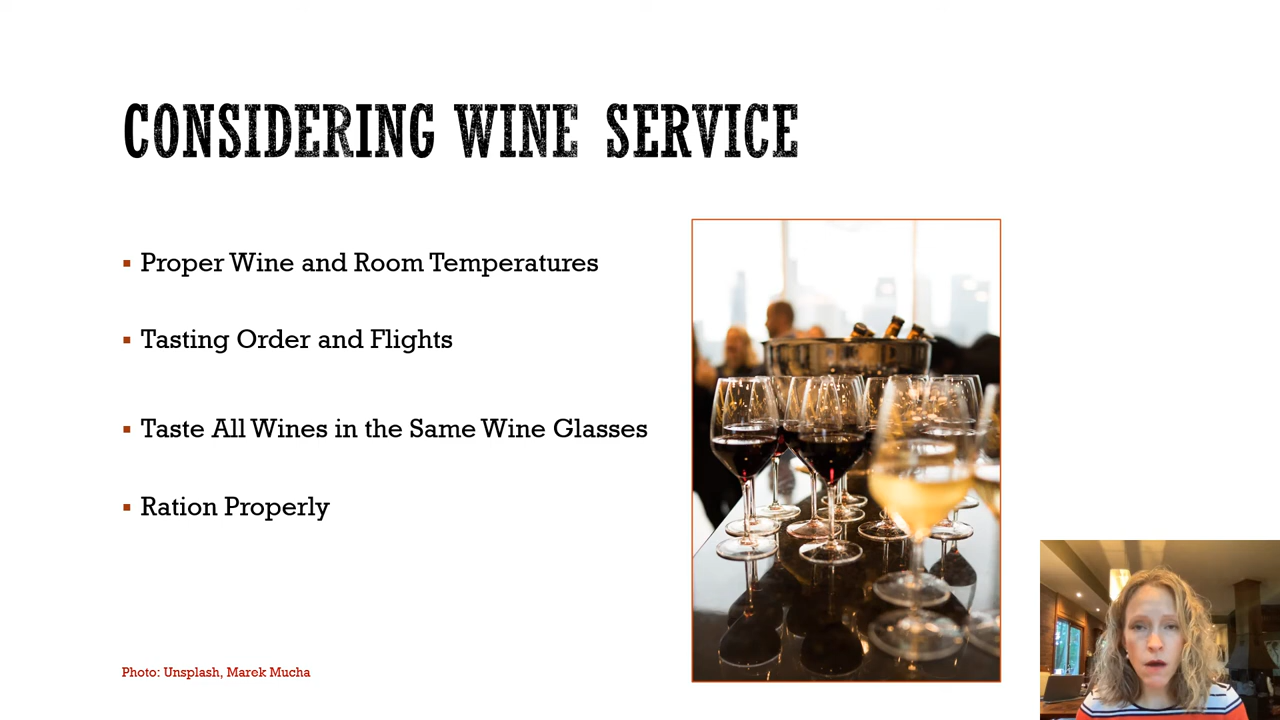 CONSIDERING WINE SERVICE
Proper Wine and Room Temperatures
Tasting Order and Flights
Taste All Wines in the Same Wine Glasses
Ration Properly
Photo: Unsplash, Marek Mucha